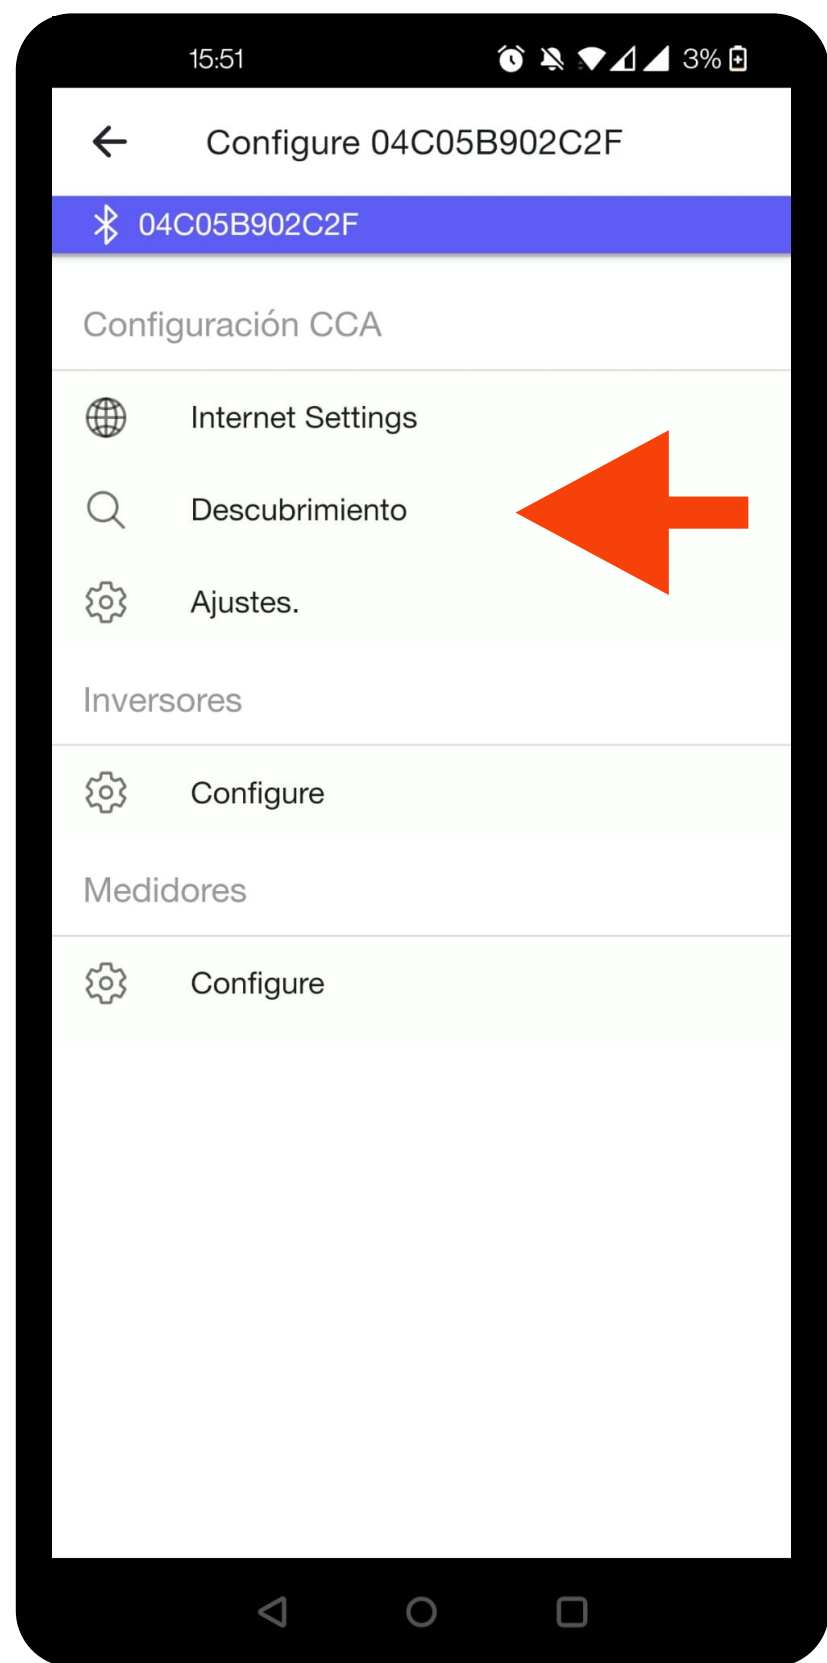 15:51 3%
Configure 04C05B902C2F
04C05B902C2F
Configuración CCA
Internet Settings
Descubrimiento
Ajustes.
Inversores
Configure
Medidores
Configure